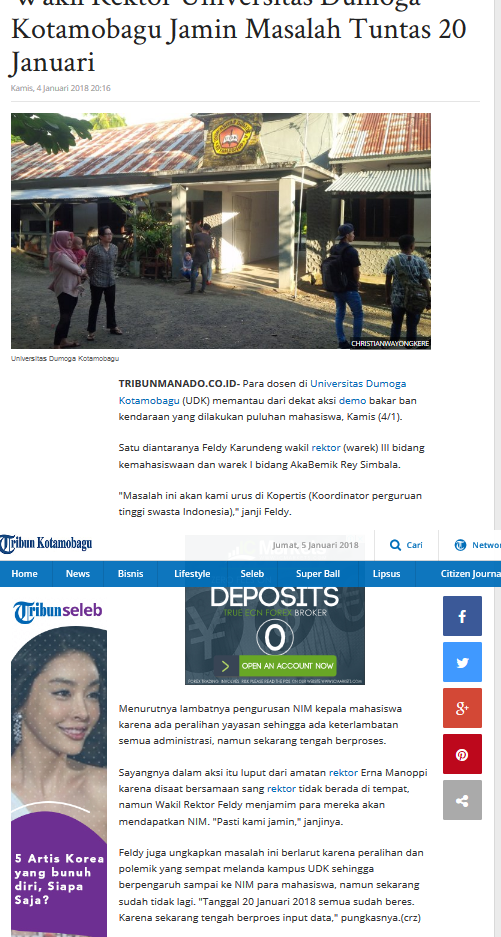 Wakil Rektor Universitas Dumoga
Kotamobagu Jamin Masalah Tuntas 20
Januari
Kamis, 4 Januari 2018 20:16
CHRISTIANWAYONGKERE
Universitas Dumoga Kotamobagu
TRIBUNMANADO.CO.ID- Para dosen di Universitas Dumoga
Kotamobagu (UDK) memantau dari dekat aksi demo bakar ban
kendaraan yang dilakukan puluhan mahasiswa, Kamis (4/1).
Satu diantaranya Feldy Karundeng wakil rektor (warek) III bidang
kemahasiswaan dan warek I bidang AkaBemik Rey Simbala.
"Masalah ini akan kami urus di Kopertis (Koordinator perguruan
tinggi swasta Indonesia)," janji Feldy.
Tribun Kotamobagu
Jumat, 5 Januari 2018
Cari
Networ
Home
News
Bisnis
Lifestyle
Seleb
Super Ball
Lipsus
Citizen Journa
Tribunseleb
DEPOSITS
TRUE ECN FOREX BROKER
0
> OPEN AN ACCOUNT NOW
Menurutnya lambatnya pengurusan NIM kepala mahasiswa
karena ada peralihan yayasan sehingga ada keterlambatan
semua administrasi, namun sekarang tengah berproses.
Sayangnya dalam aksi itu luput dari amatan rektor Erna Manoppi
karena disaat bersamaan sang rektor tidak berada di tempat,
namun Wakil Rektor Feldy menjamim para mereka akan
mendapatkan NIM. "Pasti kami jamin," janjinya.
Feldy juga ungkapkan masalah ini berlarut karena peralihan dan
polemik yang sempat melanda kampus UDK sehingga
berpengaruh sampai ke NIM para mahasiswa, namun sekarang
sudah tidak lagi. "Tanggal 20 Januari 2018 semua sudah beres.
Karena sekarang tengah berproes input data," pungkasnya.(crz)
5 Artis Korea
yang bunuh
diri, Siapa
Saja?